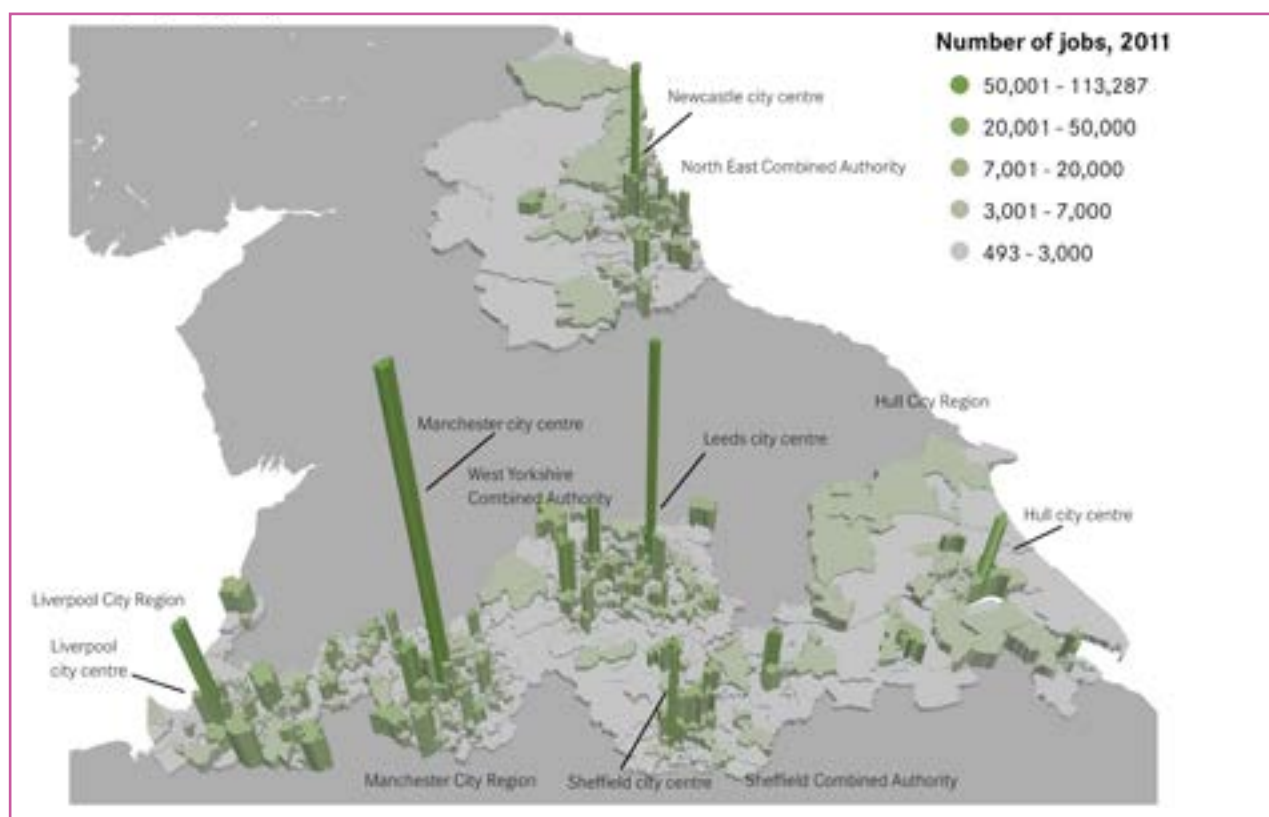 Number of jobs, 2011
50,001 - 113,287
20,001 - 50,000
7,001 - 20,000
3,001 - 7,000
493 - 3,000
Newcastle city centre
North East Combined Authority
Hull City Region
Manchester city centre
Leeds city centre
West Yorkshire
Combined Authority
Hull city centre
Liverpool City Region
Liverpool
city centre
Manchester City Region
Sheffield city centre
Sheffield Combined Authority